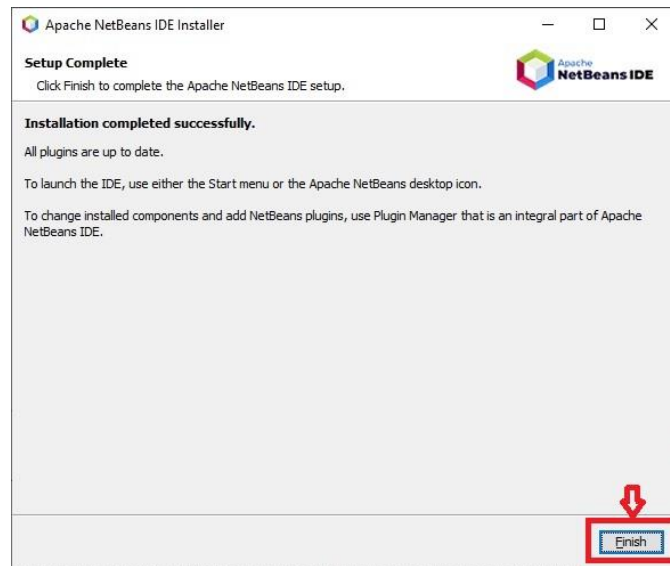 Apache NetBeans IDE Installer
Setup Complete
Click Finish to complete the Apache NetBeans IDE setup.
Apache
NetBeans IDE
Installation completed successfully.
All plugins are up to date.
To launch the IDE, use either the Start menu or the Apache NetBeans desktop icon.
To change installed components and add NetBeans plugins, use Plugin Manager that is an integral part of Apache
NetBeans IDE.
Finish